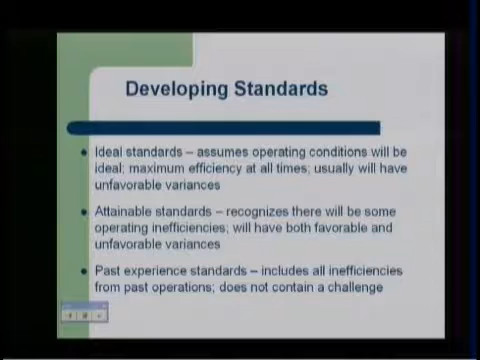 Developing Standards
Ideal standards – assumes operating conditions will be
ideal; maximum efficiency at all times; usually will have
unfavorable variances
Attainable standards – recognizes there will be some
operating inefficiencies; will have both favorable and
unfavorable variances
Past experience standards – includes all inefficiencies
from past operations; does not contain a challenge